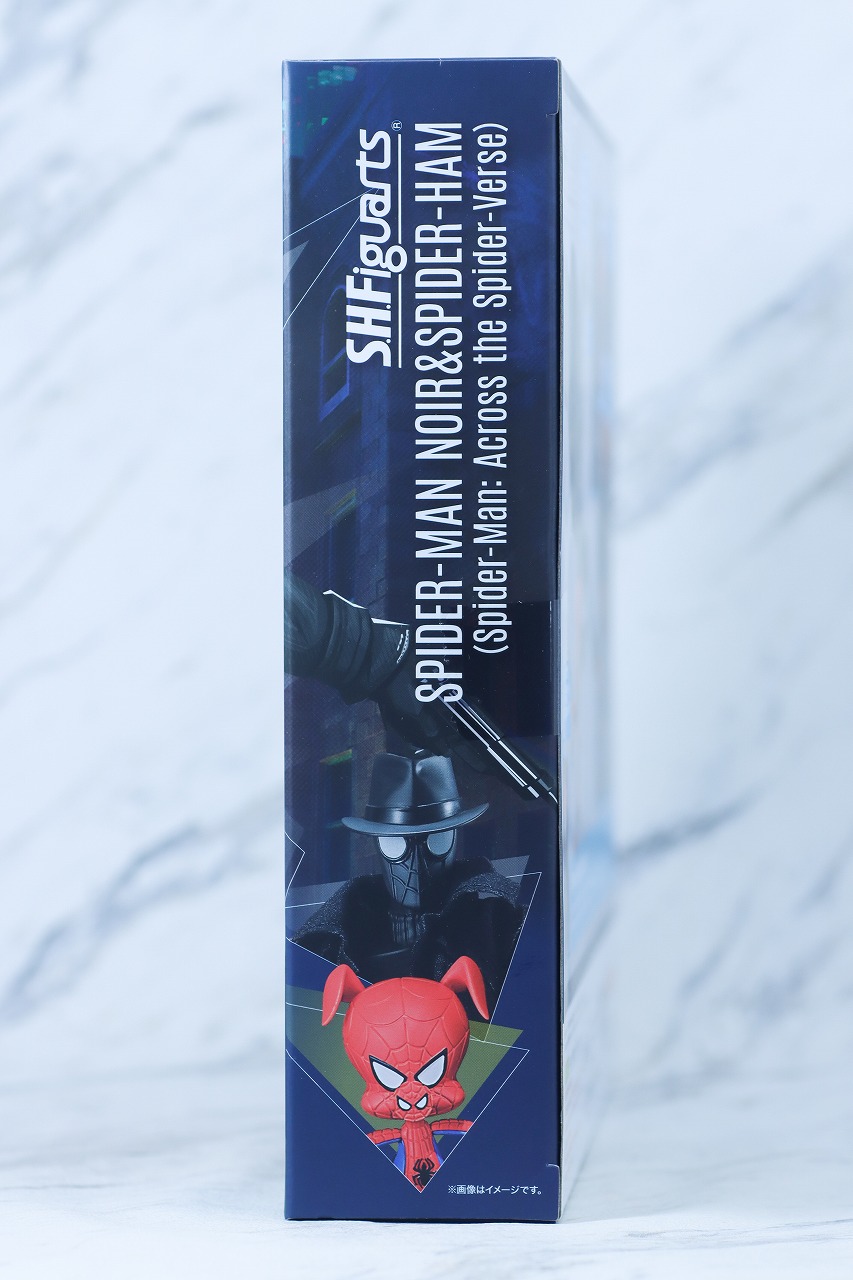 S.H.Figuarts®
SPIDER-MAN NOIR&SPIDER-HAM
(Spider-Man: Across the Spider-Verse)
※画像はイメージです。